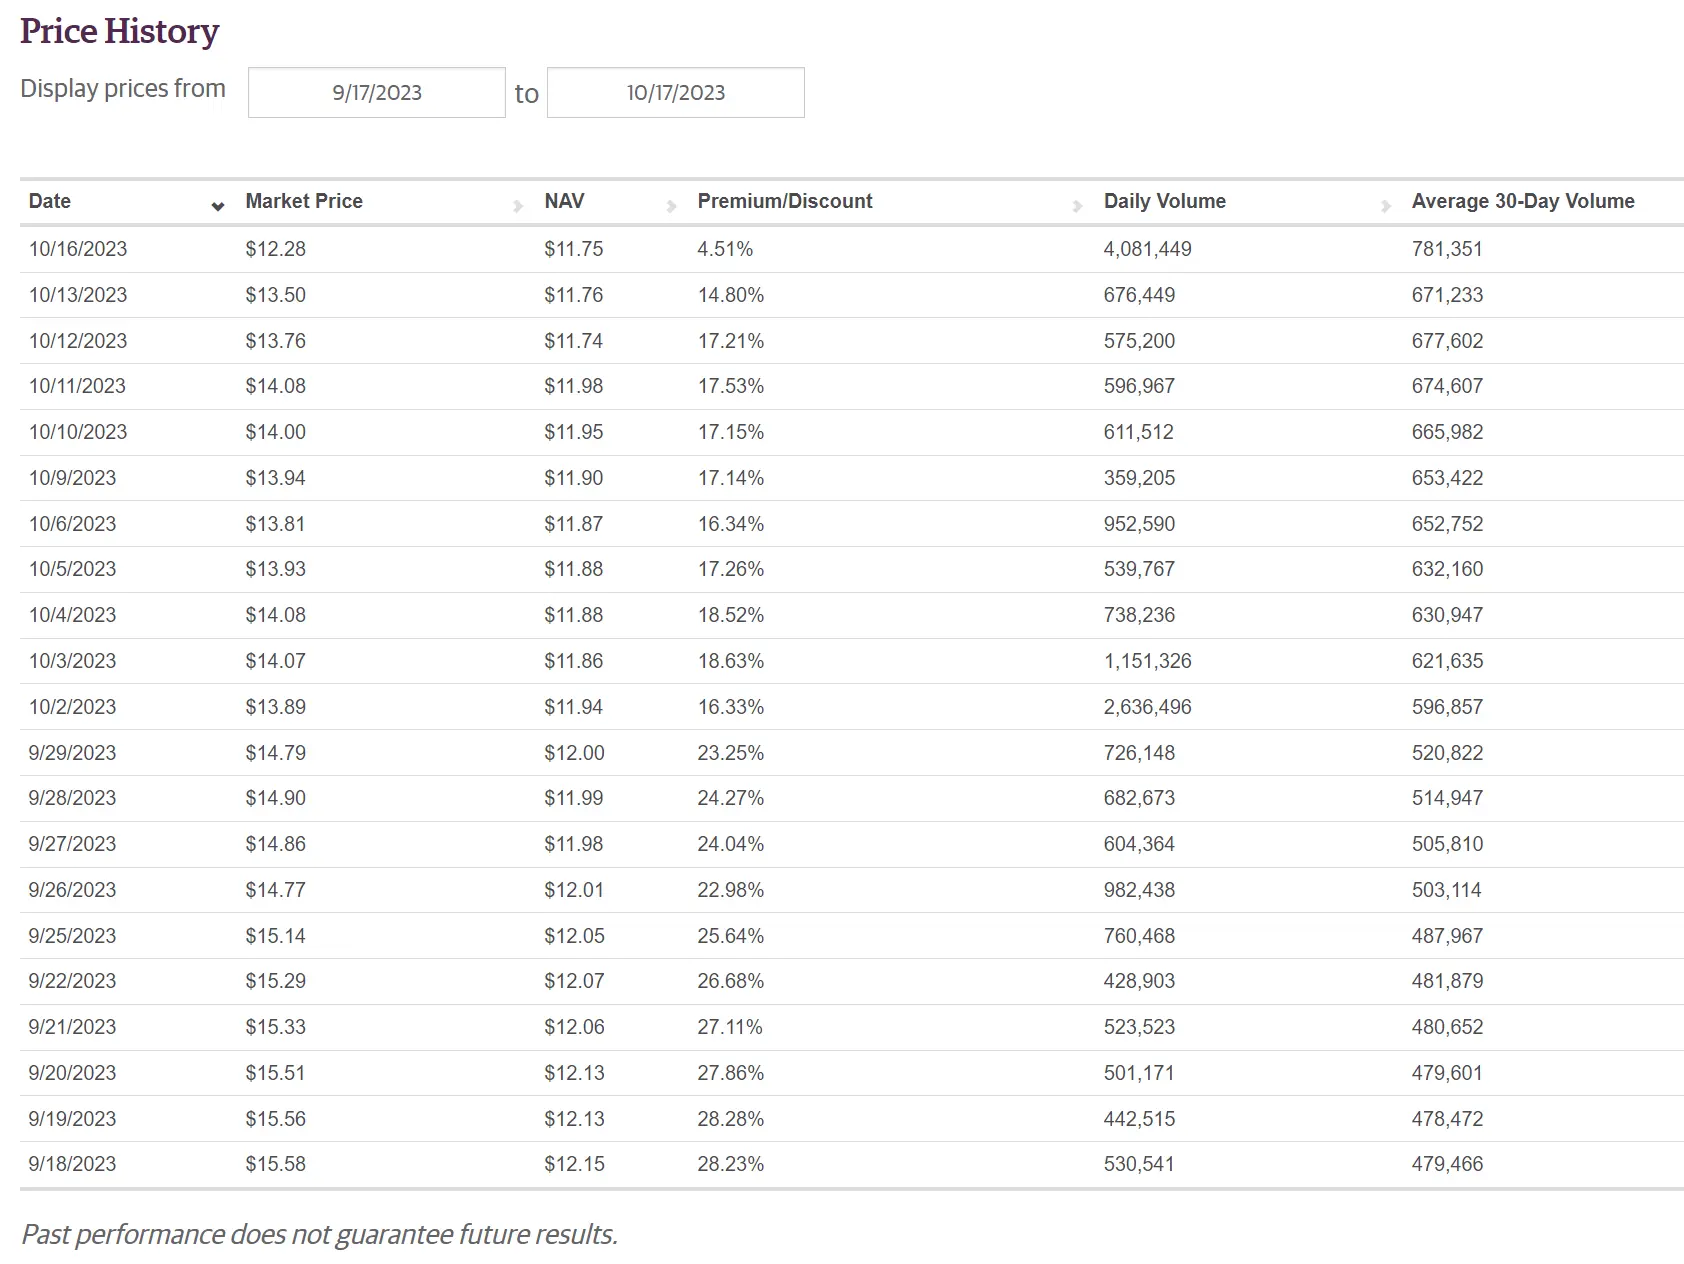 Price History
Display prices from 9/17/2023 to 10/17/2023
Date Market Price NAV Premium/Discount Daily Volume Average 30-Day Volume
10/16/2023 $12.28 $11.75 4.51% 4,081,449 781,351
10/13/2023 $13.50 $11.76 14.80% 676,449 671,233
10/12/2023 $13.76 $11.74 17.21% 575,200 677,602
10/11/2023 $14.08 $11.98 17.53% 596,967 674,607
10/10/2023 $14.00 $11.95 17.15% 611,512 665,982
10/9/2023 $13.94 $11.90 17.14% 359,205 653,422
10/6/2023 $13.81 $11.87 16.34% 952,590 652,752
10/5/2023 $13.93 $11.88 17.26% 539,767 632,160
10/4/2023 $14.08 $11.88 18.52% 738,236 630,947
10/3/2023 $14.07 $11.86 18.63% 1,151,326 621,635
10/2/2023 $13.89 $11.94 16.33% 2,636,496 596,857
9/29/2023 $14.79 $12.00 23.25% 726,148 520,822
9/28/2023 $14.90 $11.99 24.27% 682,673 514,947
9/27/2023 $14.86 $11.98 24.04% 604,364 505,810
9/26/2023 $14.77 $12.01 22.98% 982,438 503,114
9/25/2023 $15.14 $12.05 25.64% 760,468 487,967
9/22/2023 $15.29 $12.07 26.68% 428,903 481,879
9/21/2023 $15.33 $12.06 27.11% 523,523 480,652
9/20/2023 $15.51 $12.13 27.86% 501,171 479,601
9/19/2023 $15.56 $12.13 28.28% 442,515 478,472
9/18/2023 $15.58 $12.15 28.23% 530,541 479,466
Past performance does not guarantee future results.